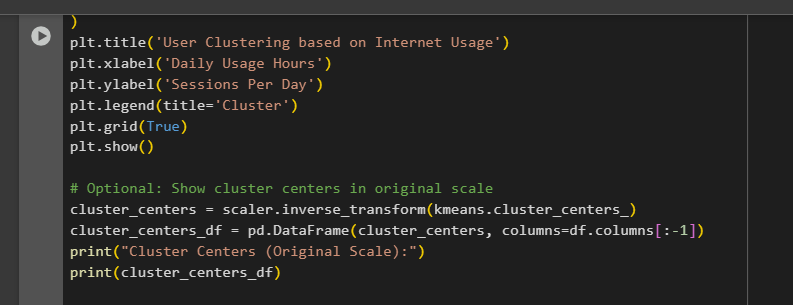 )
plt.title('User Clustering based on Internet Usage')
plt.xlabel('Daily Usage Hours')
plt.ylabel('Sessions Per Day')
plt.legend(title='Cluster')
plt.grid(True)
plt.show()
# Optional: Show cluster centers in original scale
cluster_centers = scaler.inverse_transform(kmeans.cluster_centers_)
cluster_centers_df = pd.DataFrame(cluster_centers, columns=df.columns[:-1])
print("Cluster Centers (Original Scale):")
print(cluster_centers_df)